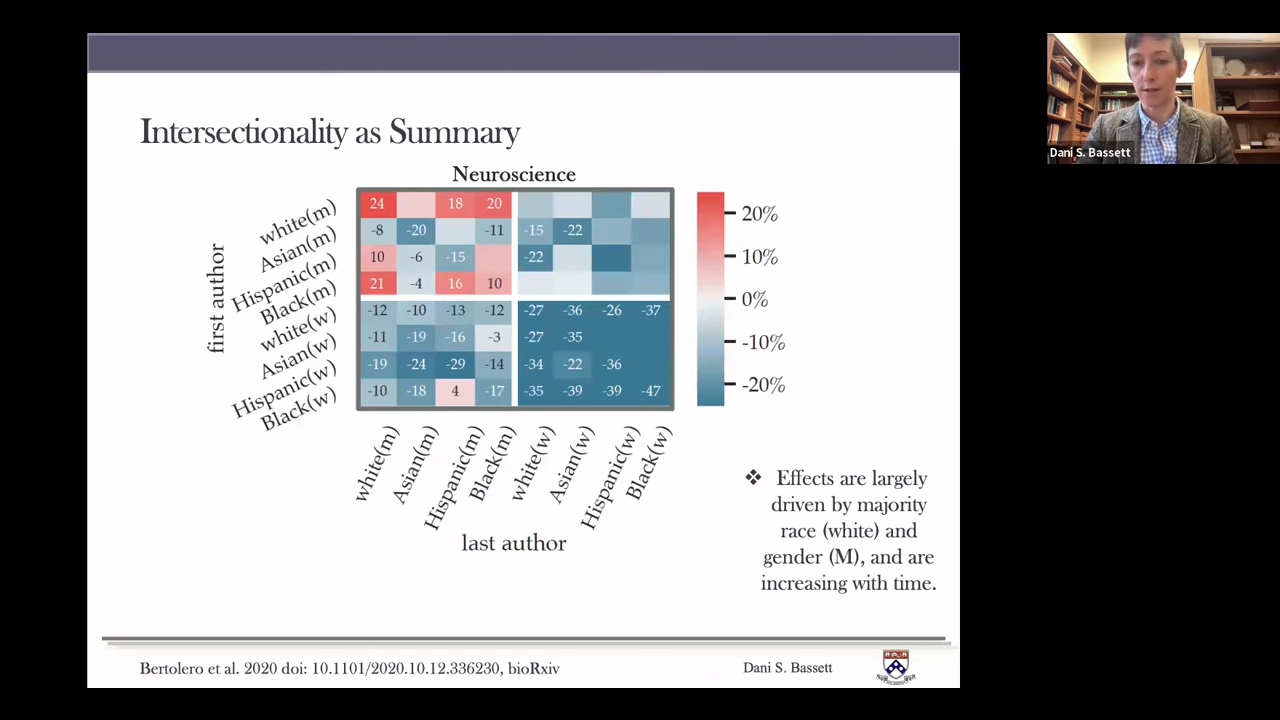 Intersectionality as Summary
Neuroscience
first author
white(m)
24 18 20
Asian(m)
-8 -20 -11 -15 -22
Hispanic(m)
10 -6 -15 -22
Black(m)
21 -4 16 10
white(w)
-12 -10 -13 -12 -27 -36 -26 -37
Asian(w)
-11 -19 -16 -3 -27 -35
Hispanic(w)
-19 -24 -29 -14 -34 -22 -36
Black(w)
-10 -18 4 -17 -35 -39 -39 -47
white(m)
Asian(m)
Hispanic(m)
Black(m)
white(w)
Asian(w)
Hispanic(w)
Black(w)
last author
20%
10%
0%
-10%
-20%
❖ Effects are largely
driven by majority
race (white) and
gender (M), and are
increasing with time.
Bertolero et al. 2020 doi: 10.1101/2020.10.12.336230, bioRxiv
Dani S. Bassett
Dani S. Bassett